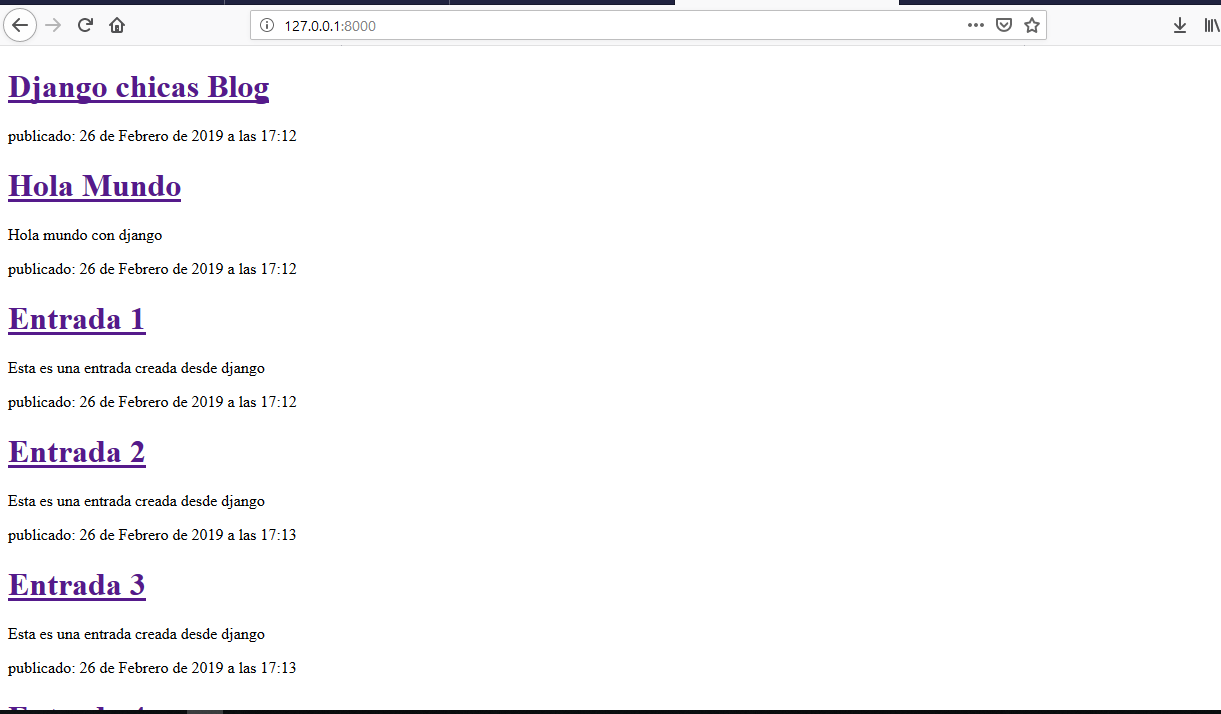 127.0.0.1:8000
Django chicas Blog
publicado: 26 de Febrero de 2019 a las 17:12
Hola Mundo
Hola mundo con django
publicado: 26 de Febrero de 2019 a las 17:12
Entrada 1
Esta es una entrada creada desde django
publicado: 26 de Febrero de 2019 a las 17:12
Entrada 2
Esta es una entrada creada desde django
publicado: 26 de Febrero de 2019 a las 17:13
Entrada 3
Esta es una entrada creada desde django
publicado: 26 de Febrero de 2019 a las 17:13